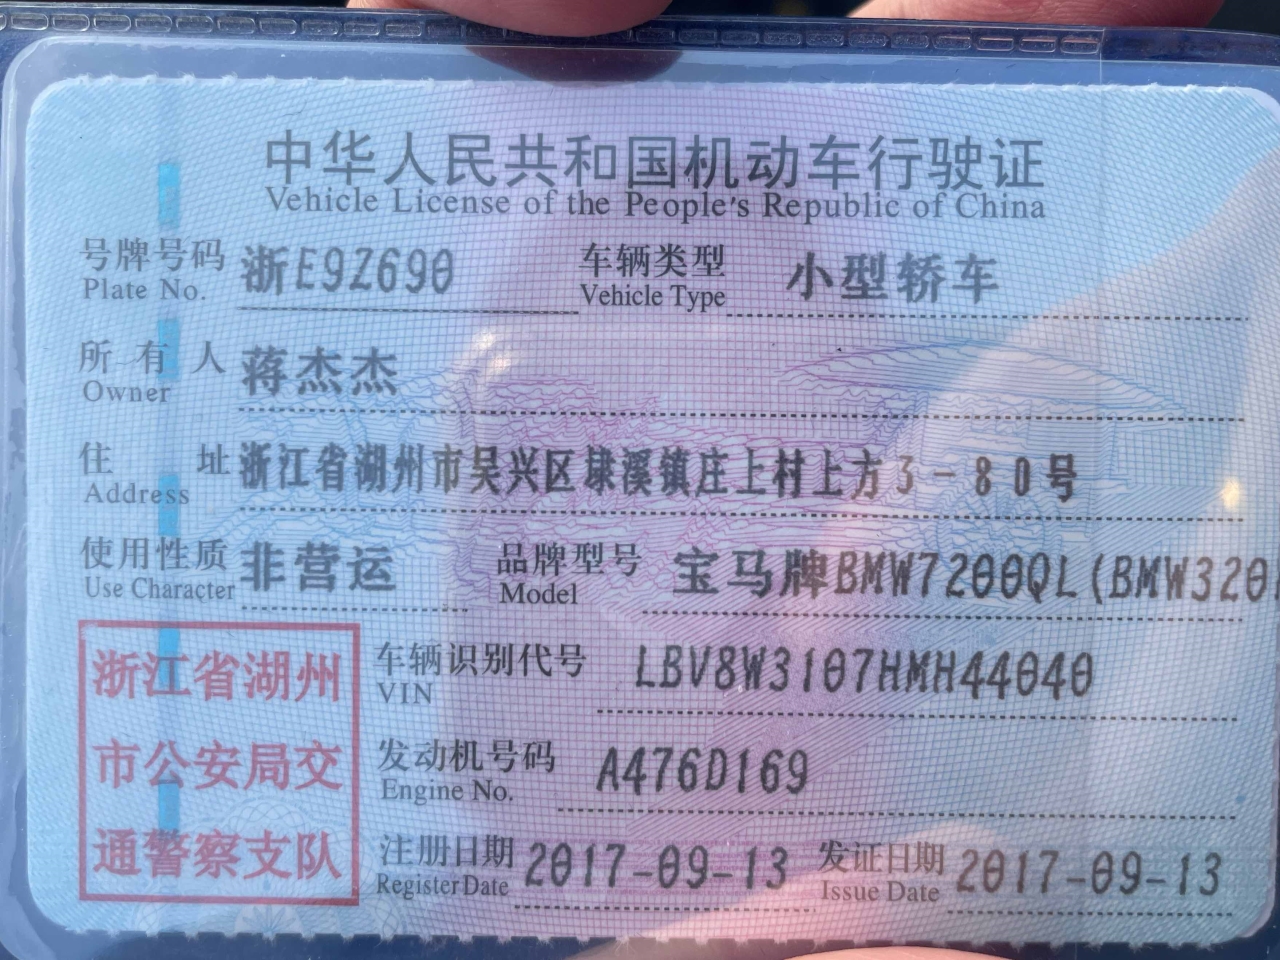 中华人民共和国机动车行驶证
Vehicle License of the People's Republic of China
号牌号码 浙E9Z690 车辆类型 小型轿车
Plate No. Vehicle Type
所有人 蒋杰杰
Owner
住址 浙江省湖州市吴兴区埭溪镇庄上村上方3-80号
Address
使用性质 非营运 品牌型号 宝马牌BMW7200QL(BMW320
Use Character Model
浙江省湖州
市公安局交
通警察支队
车辆识别代号 LBV8W3107HMH44040
VIN
发动机号码 A476D169
Engine No.
注册日期 2017-09-13 发证日期 2017-09-13
Register Date Issue Date